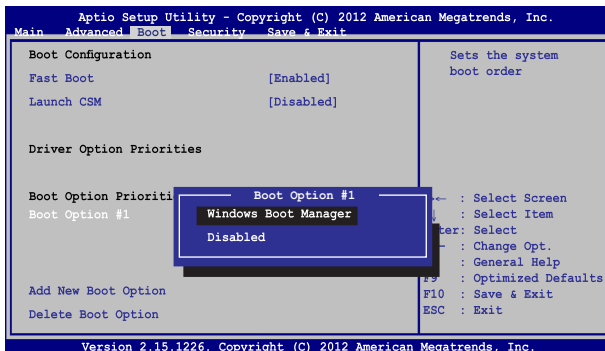 Aptio Setup Utility - Copyright (C) 2012 American Megatrends, Inc.
Main Advanced Boot Security Save & Exit
Boot Configuration
Fast Boot [Enabled]
Launch CSM [Disabled]
Driver Option Priorities
Boot Option Prioriti
Boot Option #1
Boot Option #1
Windows Boot Manager
Disabled
Add New Boot Option
Delete Boot Option
Sets the system
boot order
←: Select Screen
: Select Item
ter: Select
: Change Opt.
: General Help
F9 : Optimized Defaults
F10 : Save & Exit
ESC : Exit
Version 2.15.1226. Copyright (C) 2012 American Megatrends, Inc.